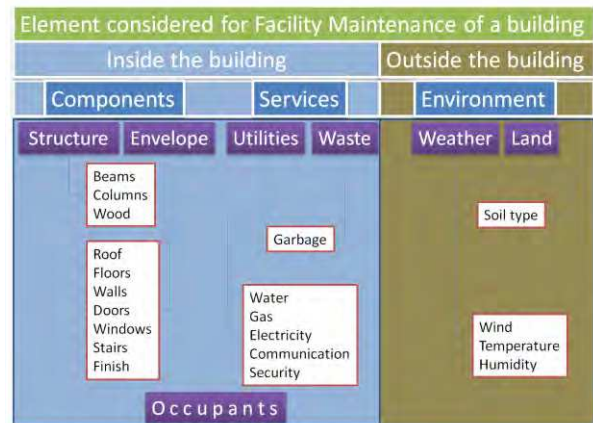 Element considered for Facility Maintenance of a building
Inside the building
Outside the building
Components
Services
Environment
Structure
Envelope
Utilities
Waste
Weather
Land
Beams
Columns
Wood
Roof
Floors
Walls
Doors
Windows
Stairs
Finish
Garbage
Water
Gas
Electricity
Communication
Security
Soil type
Wind
Temperature
Humidity
Occupants